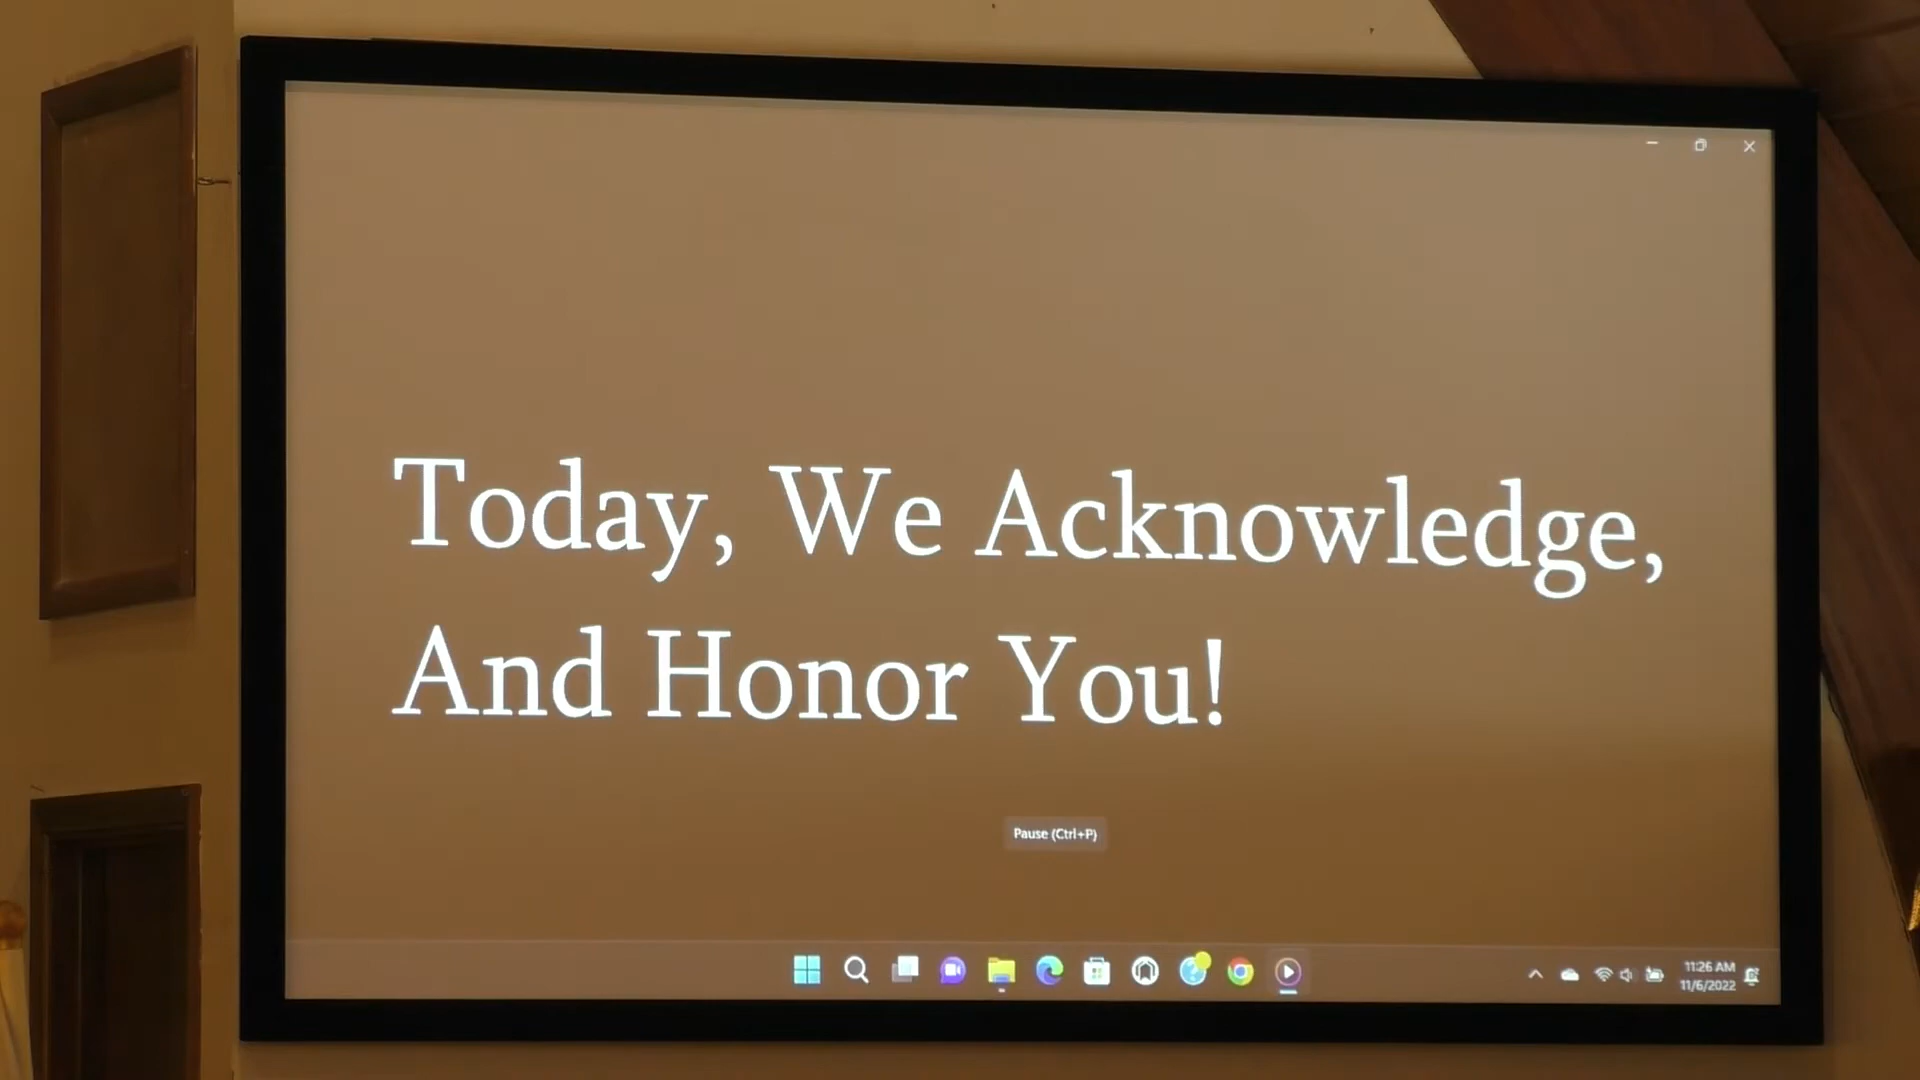 Today, We Acknowledge,
And Honor You!
Pause (Ctrl+P)
11:26 AM
11/6/2022